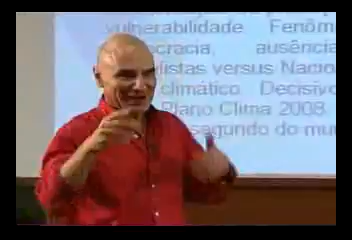 vulnerabilidade Fenôm
cracia, ausência
listas versus Nacio
climático. Decisivo
Plano Clima 2008.
segundo do mu